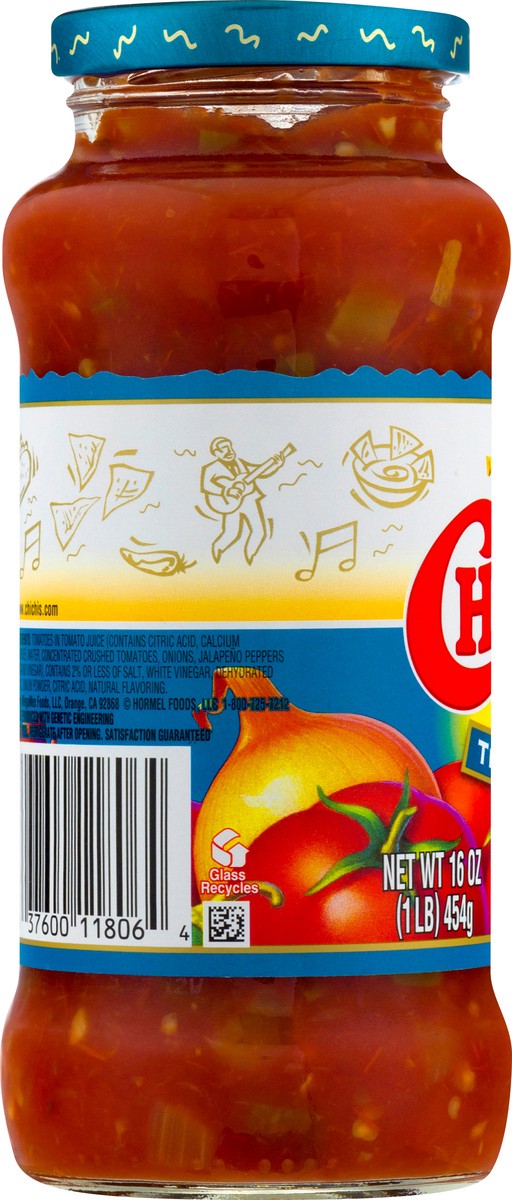 .chichis.com
TOMATOES IN TOMATO JUICE (CONTAINS CITRIC ACID, CALCIUM
WATER, CONCENTRATED CRUSHED TOMATOES, ONIONS, JALAPEÑO PEPPERS
VINEGAR), CONTAINS 2% OR LESS OF SALT, WHITE VINEGAR, DEHYDRATED
POWDER, CITRIC ACID, NATURAL FLAVORING.
Foods, LLC, Orange, CA 92868 © HORMEL FOODS, LLC 1-800-725-7212
WITH GENETIC ENGINEERING
AFTER OPENING. SATISFACTION GUARANTEED
CH
T
Glass
Recycles
NET WT 16 OZ
(1 LB) 454g
37600 11806 4